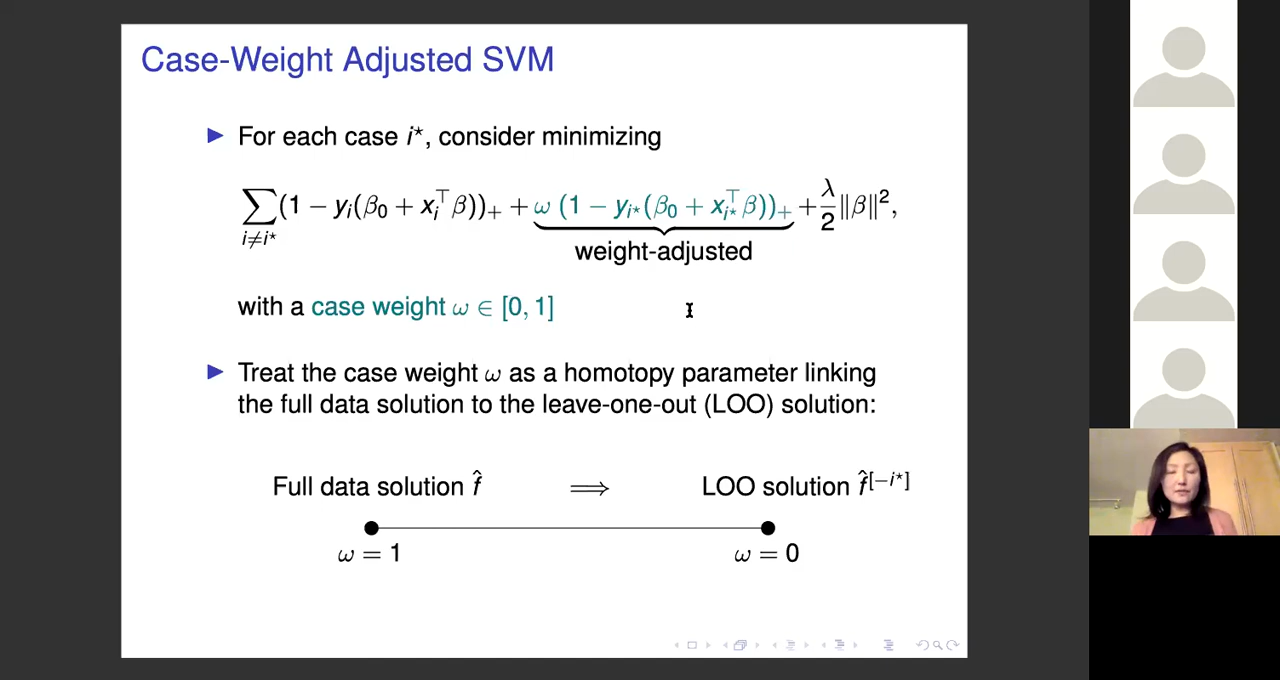 Case-Weight Adjusted SVM
For each case i⋆, consider minimizing
∑_{i≠i⋆} (1 − y_i(β_0 + x_i^⊤ β))_+ + ω (1 − y_{i⋆}(β_0 + x_{i⋆}^⊤ β))_+ + λ/2 ‖β‖²,
weight-adjusted
with a case weight ω ∈ [0, 1]
Treat the case weight ω as a homotopy parameter linking
the full data solution to the leave-one-out (LOO) solution:
Full data solution f̂ ⟹ LOO solution f̂^{[−i⋆]}
ω = 1 ω = 0